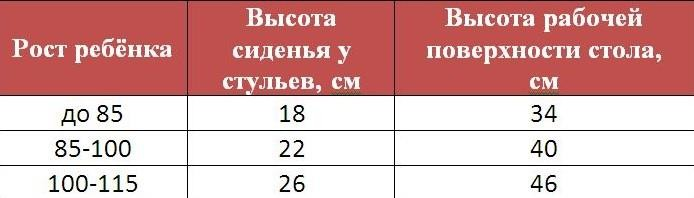 Рост ребёнка
Высота
сиденья у
стульев, см
Высота рабочей
поверхности стола,
см
до 85 18 34
85-100 22 40
100-115 26 46